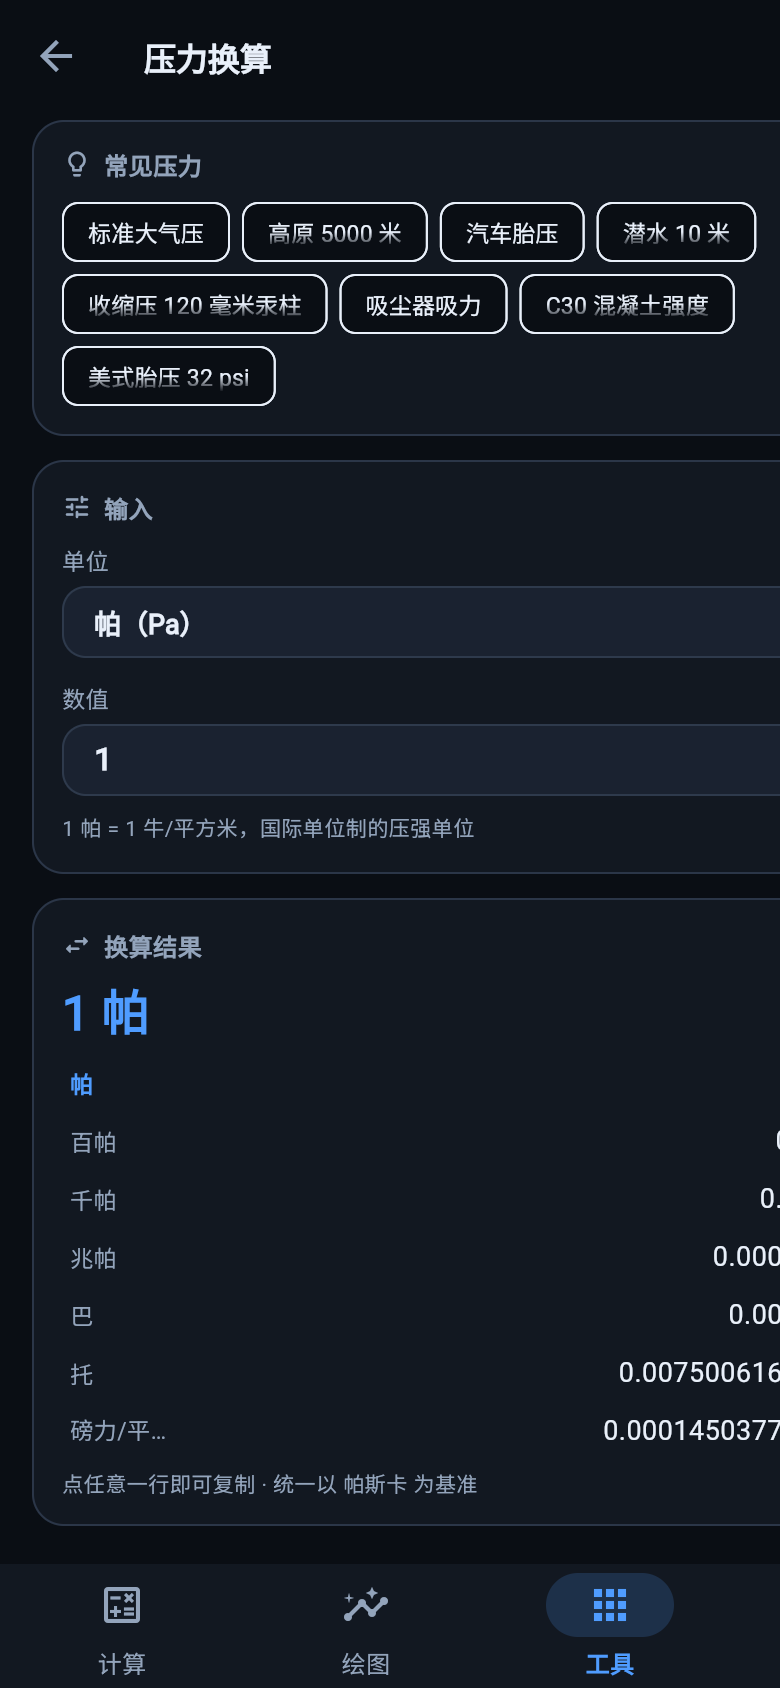 压力换算
常见压力
标准大气压 高原 5000 米 汽车胎压 潜水 10 米
收缩压 120 毫米汞柱 吸尘器吸力 C30 混凝土强度
美式胎压 32 psi
输入
单位
帕（Pa）
数值
1
1 帕 = 1 牛/平方米，国际单位制的压强单位
换算结果
1 帕
帕
百帕
千帕 0.
兆帕 0.000
巴 0.00
托 0.007500616
磅力/平… 0.0001450377
点任意一行即可复制 · 统一以 帕斯卡 为基准
计算 绘图 工具